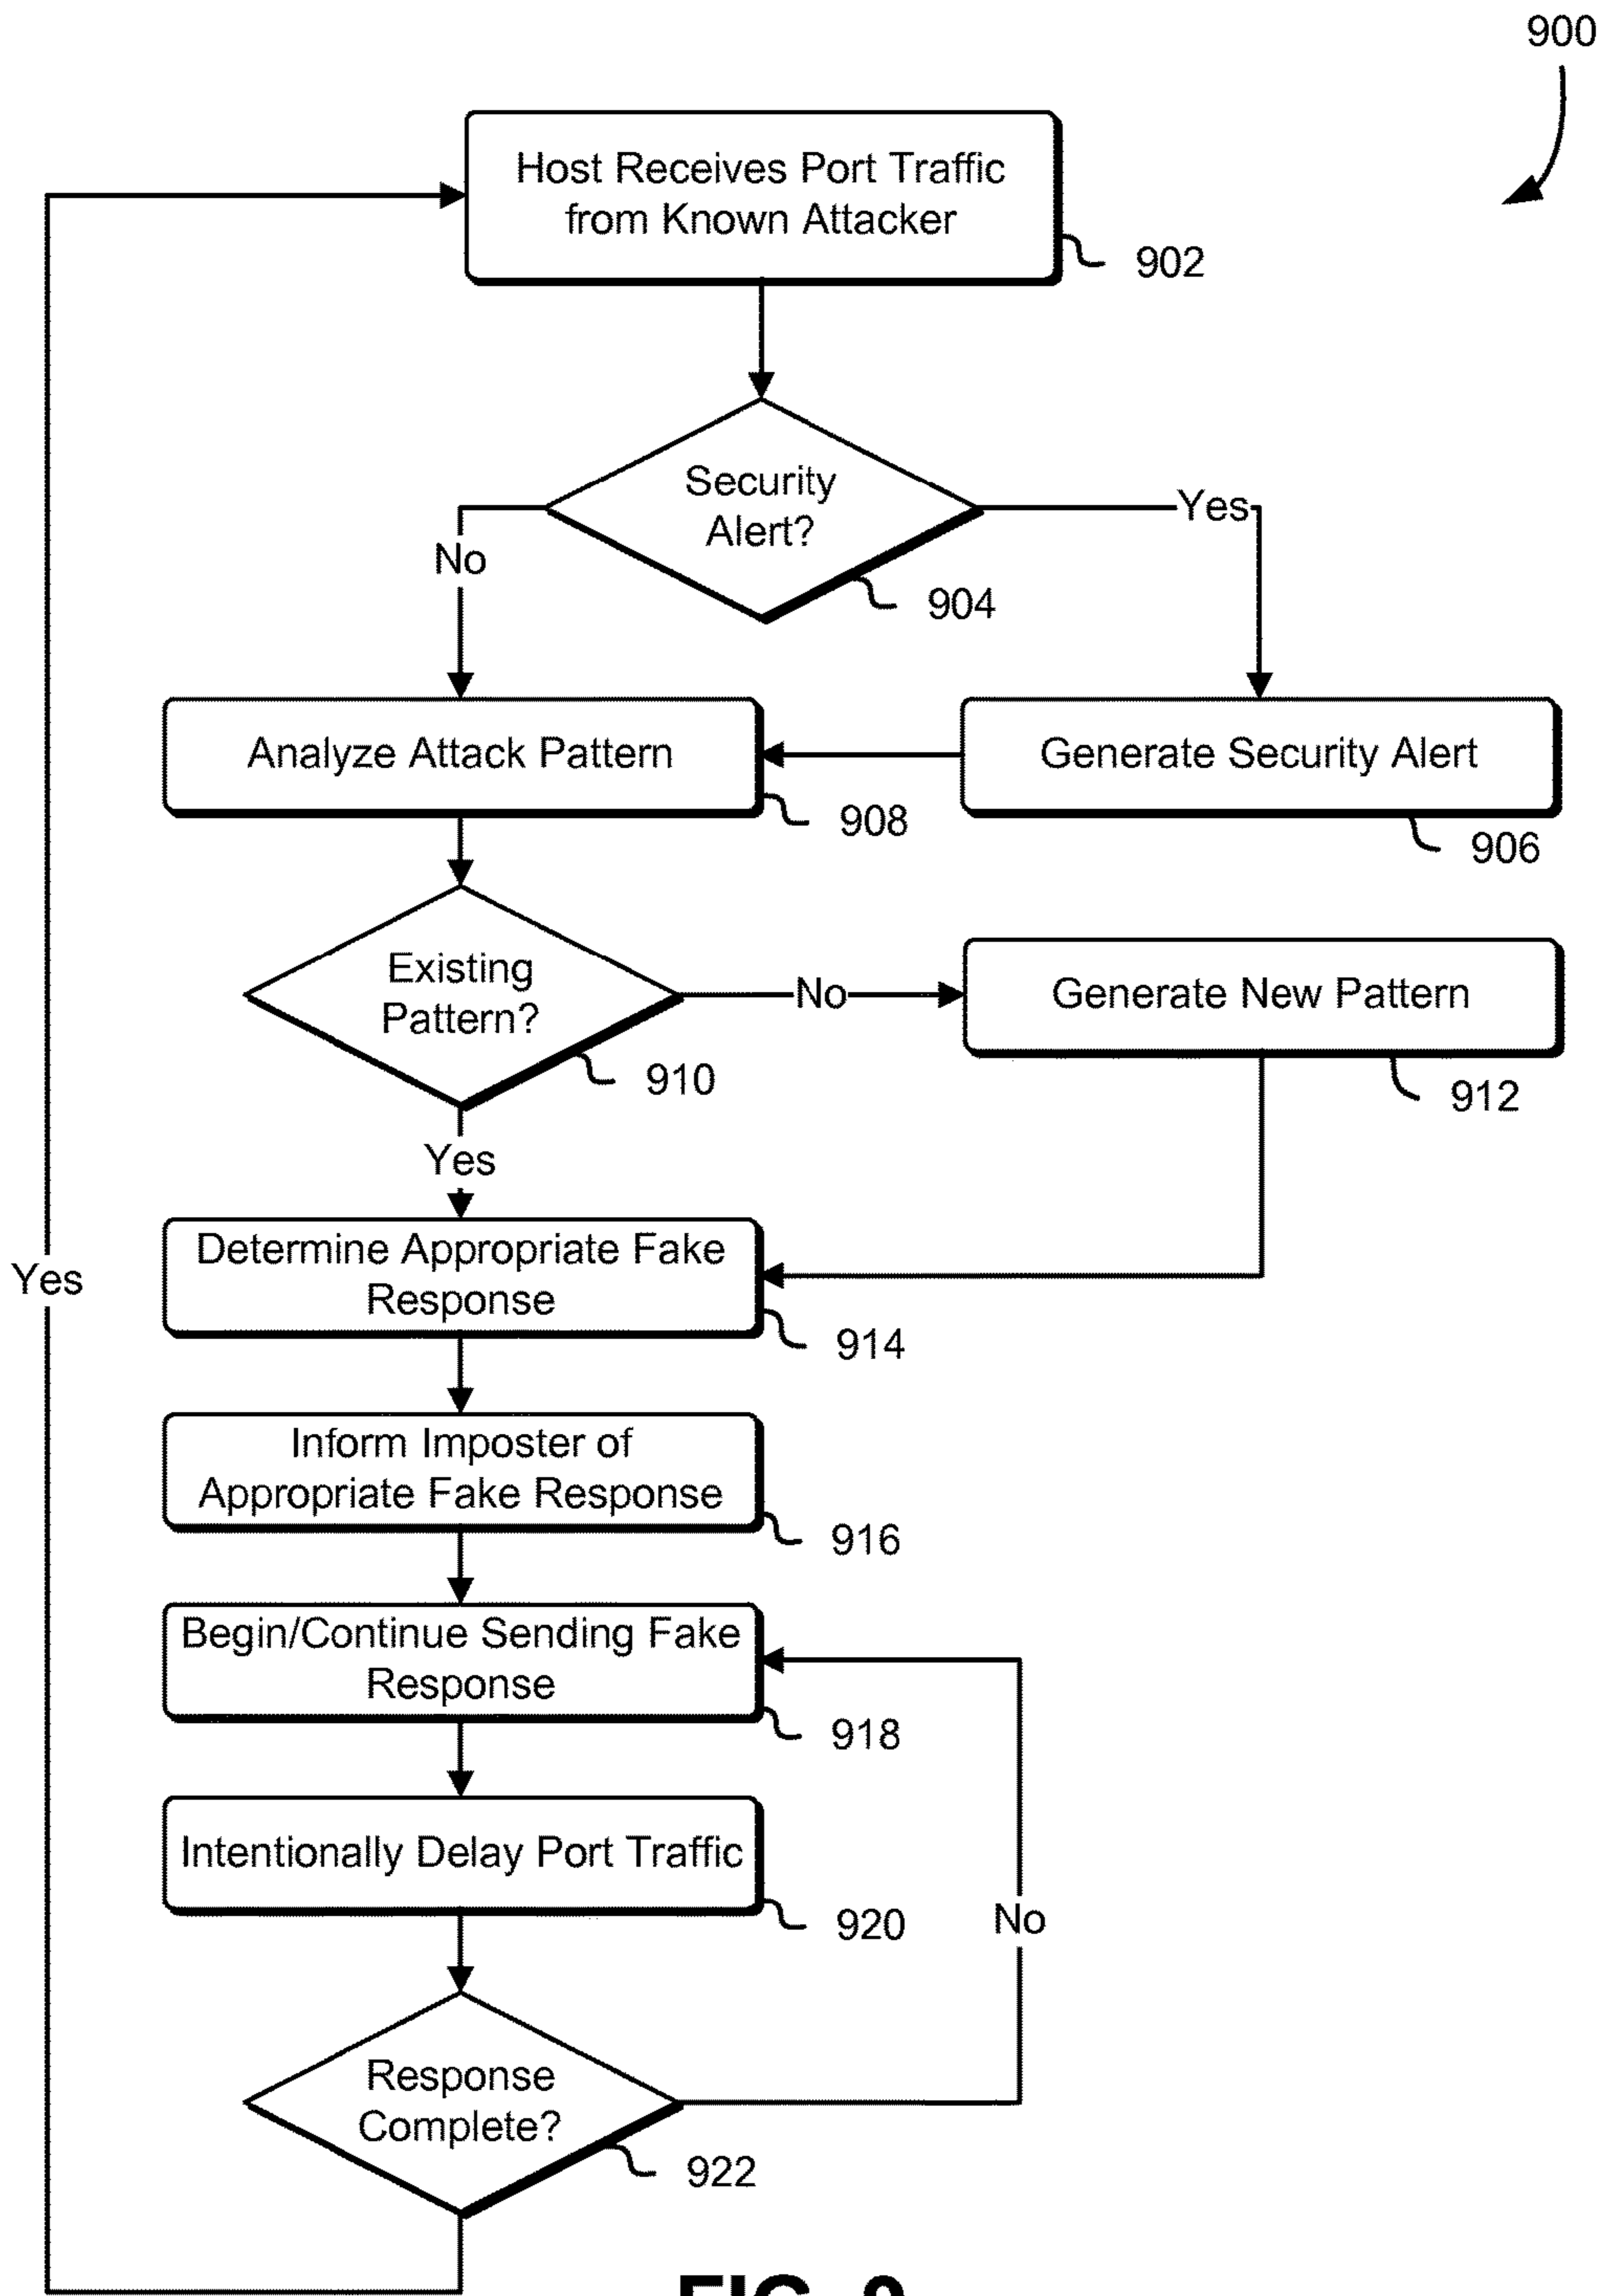 900
Host Receives Port Traffic
from Known Attacker
902
Security
Alert?
Yes
No
904
Analyze Attack Pattern
Generate Security Alert
908
906
Existing
Pattern?
No
Generate New Pattern
910
912
Yes
Determine Appropriate Fake
Response
Yes
914
Inform Imposter of
Appropriate Fake Response
916
Begin/Continue Sending Fake
Response
918
Intentionally Delay Port Traffic
920
No
Response
Complete?
922
FIG. 9